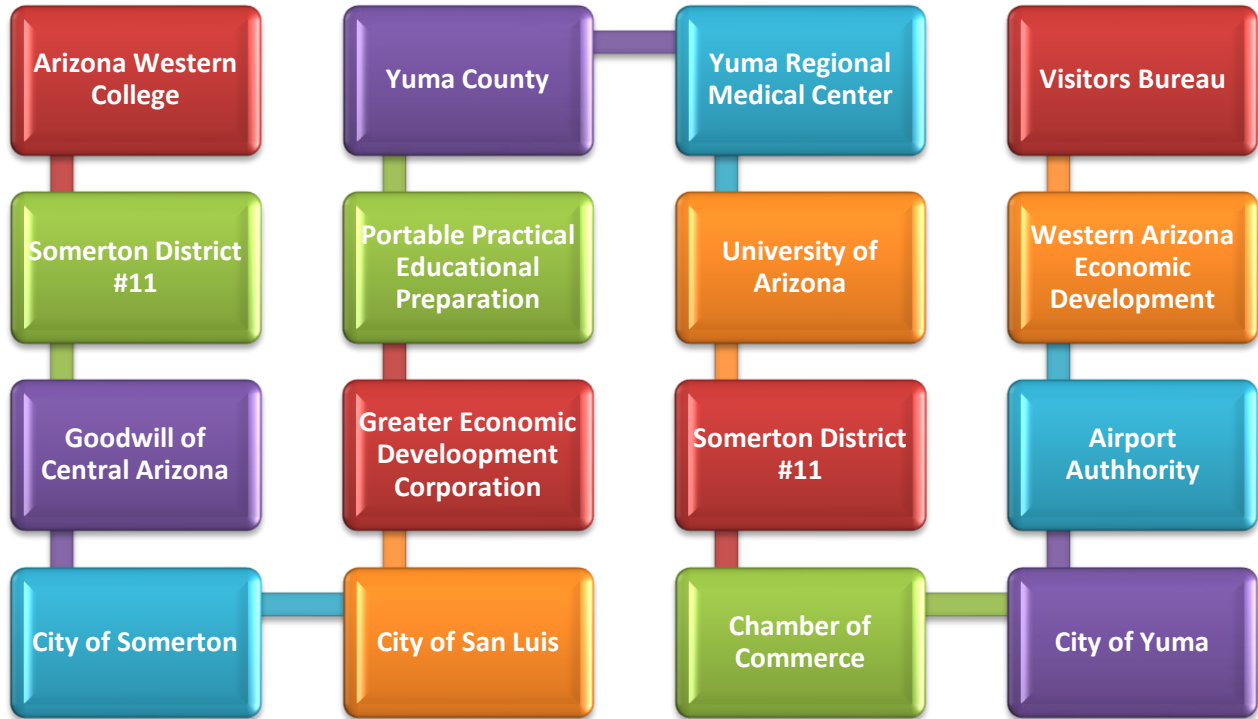 Arizona Western
College
Somerton District
#11
Goodwill of
Central Arizona
City of Somerton
City of San Luis
Greater Economic
Develoopment
Corporation
Portable Practical
Educational
Preparation
Yuma County
Yuma Regional
Medical Center
University of
Arizona
Somerton District
#11
Chamber of
Commerce
City of Yuma
Airport
Authhority
Western Arizona
Economic
Development
Visitors Bureau